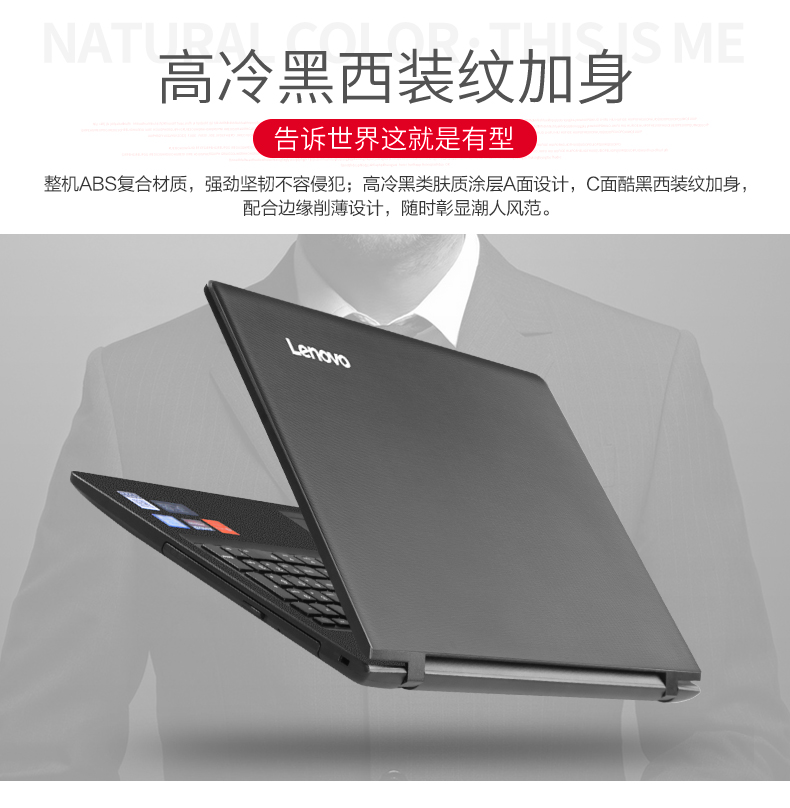 NATURAL COLOR · THIS IS ME
高冷黑西装纹加身
告诉世界这就是有型
整机ABS复合材质，强劲坚韧不容侵犯；高冷黑类肤质涂层A面设计，C面酷黑西装纹加身，
配合边缘削薄设计，随时彰显潮人风范。
Lenovo